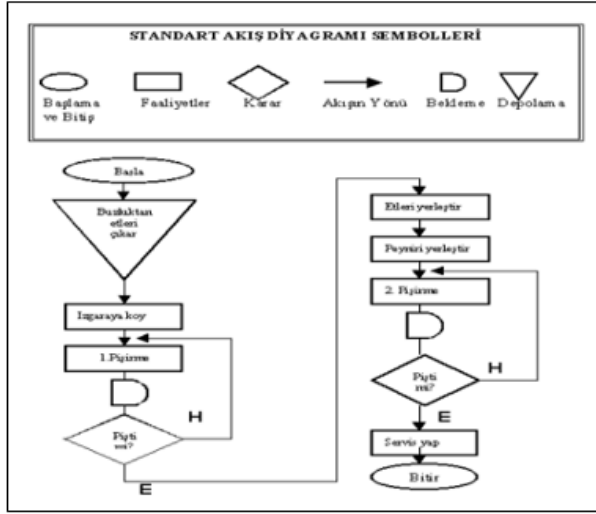 STANDART AKIŞ DİYAGRAMI SEMBOLLERİ
Başlama
ve Bitiş
Faaliyetler
Karar
Akışın Yönü
Bekleme
Depolama
Başla
Buzluktan
etleri
çıkar
Izgaraya koy
1.Pişirme
H
Pişti
mi?
E
Etleri yerleştir
Peyniri yerleştir
2. Pişirme
H
Pişti
mi?
E
Servis yap
Bitir